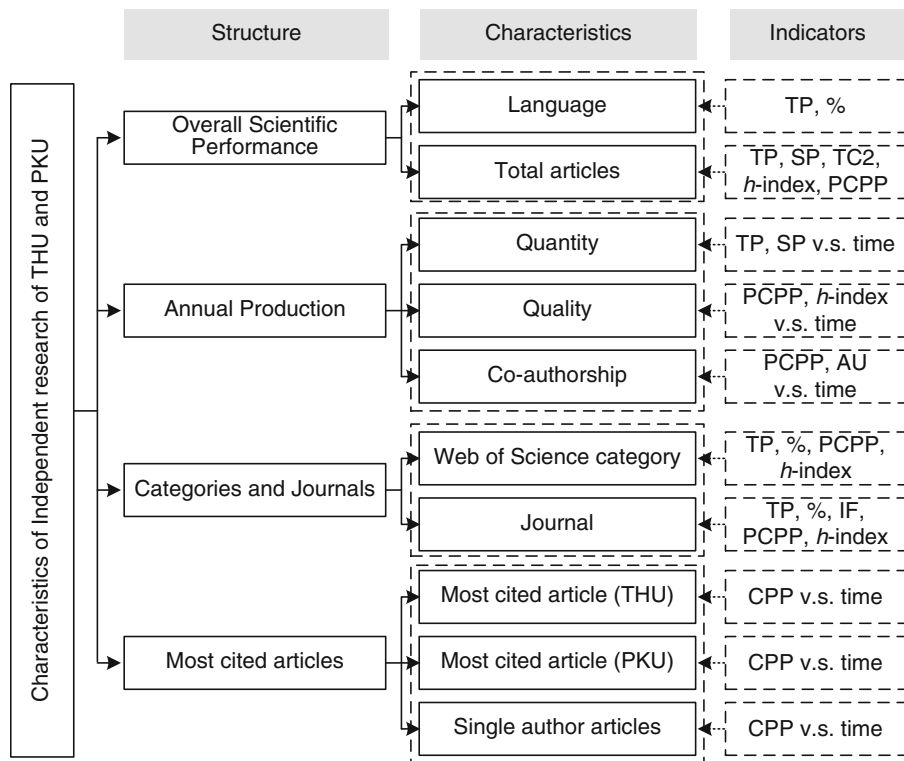 Structure
Characteristics
Indicators
Characteristics of Independent research of THU and PKU
Overall Scientific
Performance
Language
TP, %
Total articles
TP, SP, TC2,
h-index, PCPP
Annual Production
Quantity
TP, SP v.s. time
Quality
PCPP, h-index
v.s. time
Co-authorship
PCPP, AU
v.s. time
Categories and Journals
Web of Science category
TP, %, PCPP,
h-index
Journal
TP, %, IF,
PCPP, h-index
Most cited articles
Most cited article (THU)
CPP v.s. time
Most cited article (PKU)
CPP v.s. time
Single author articles
CPP v.s. time